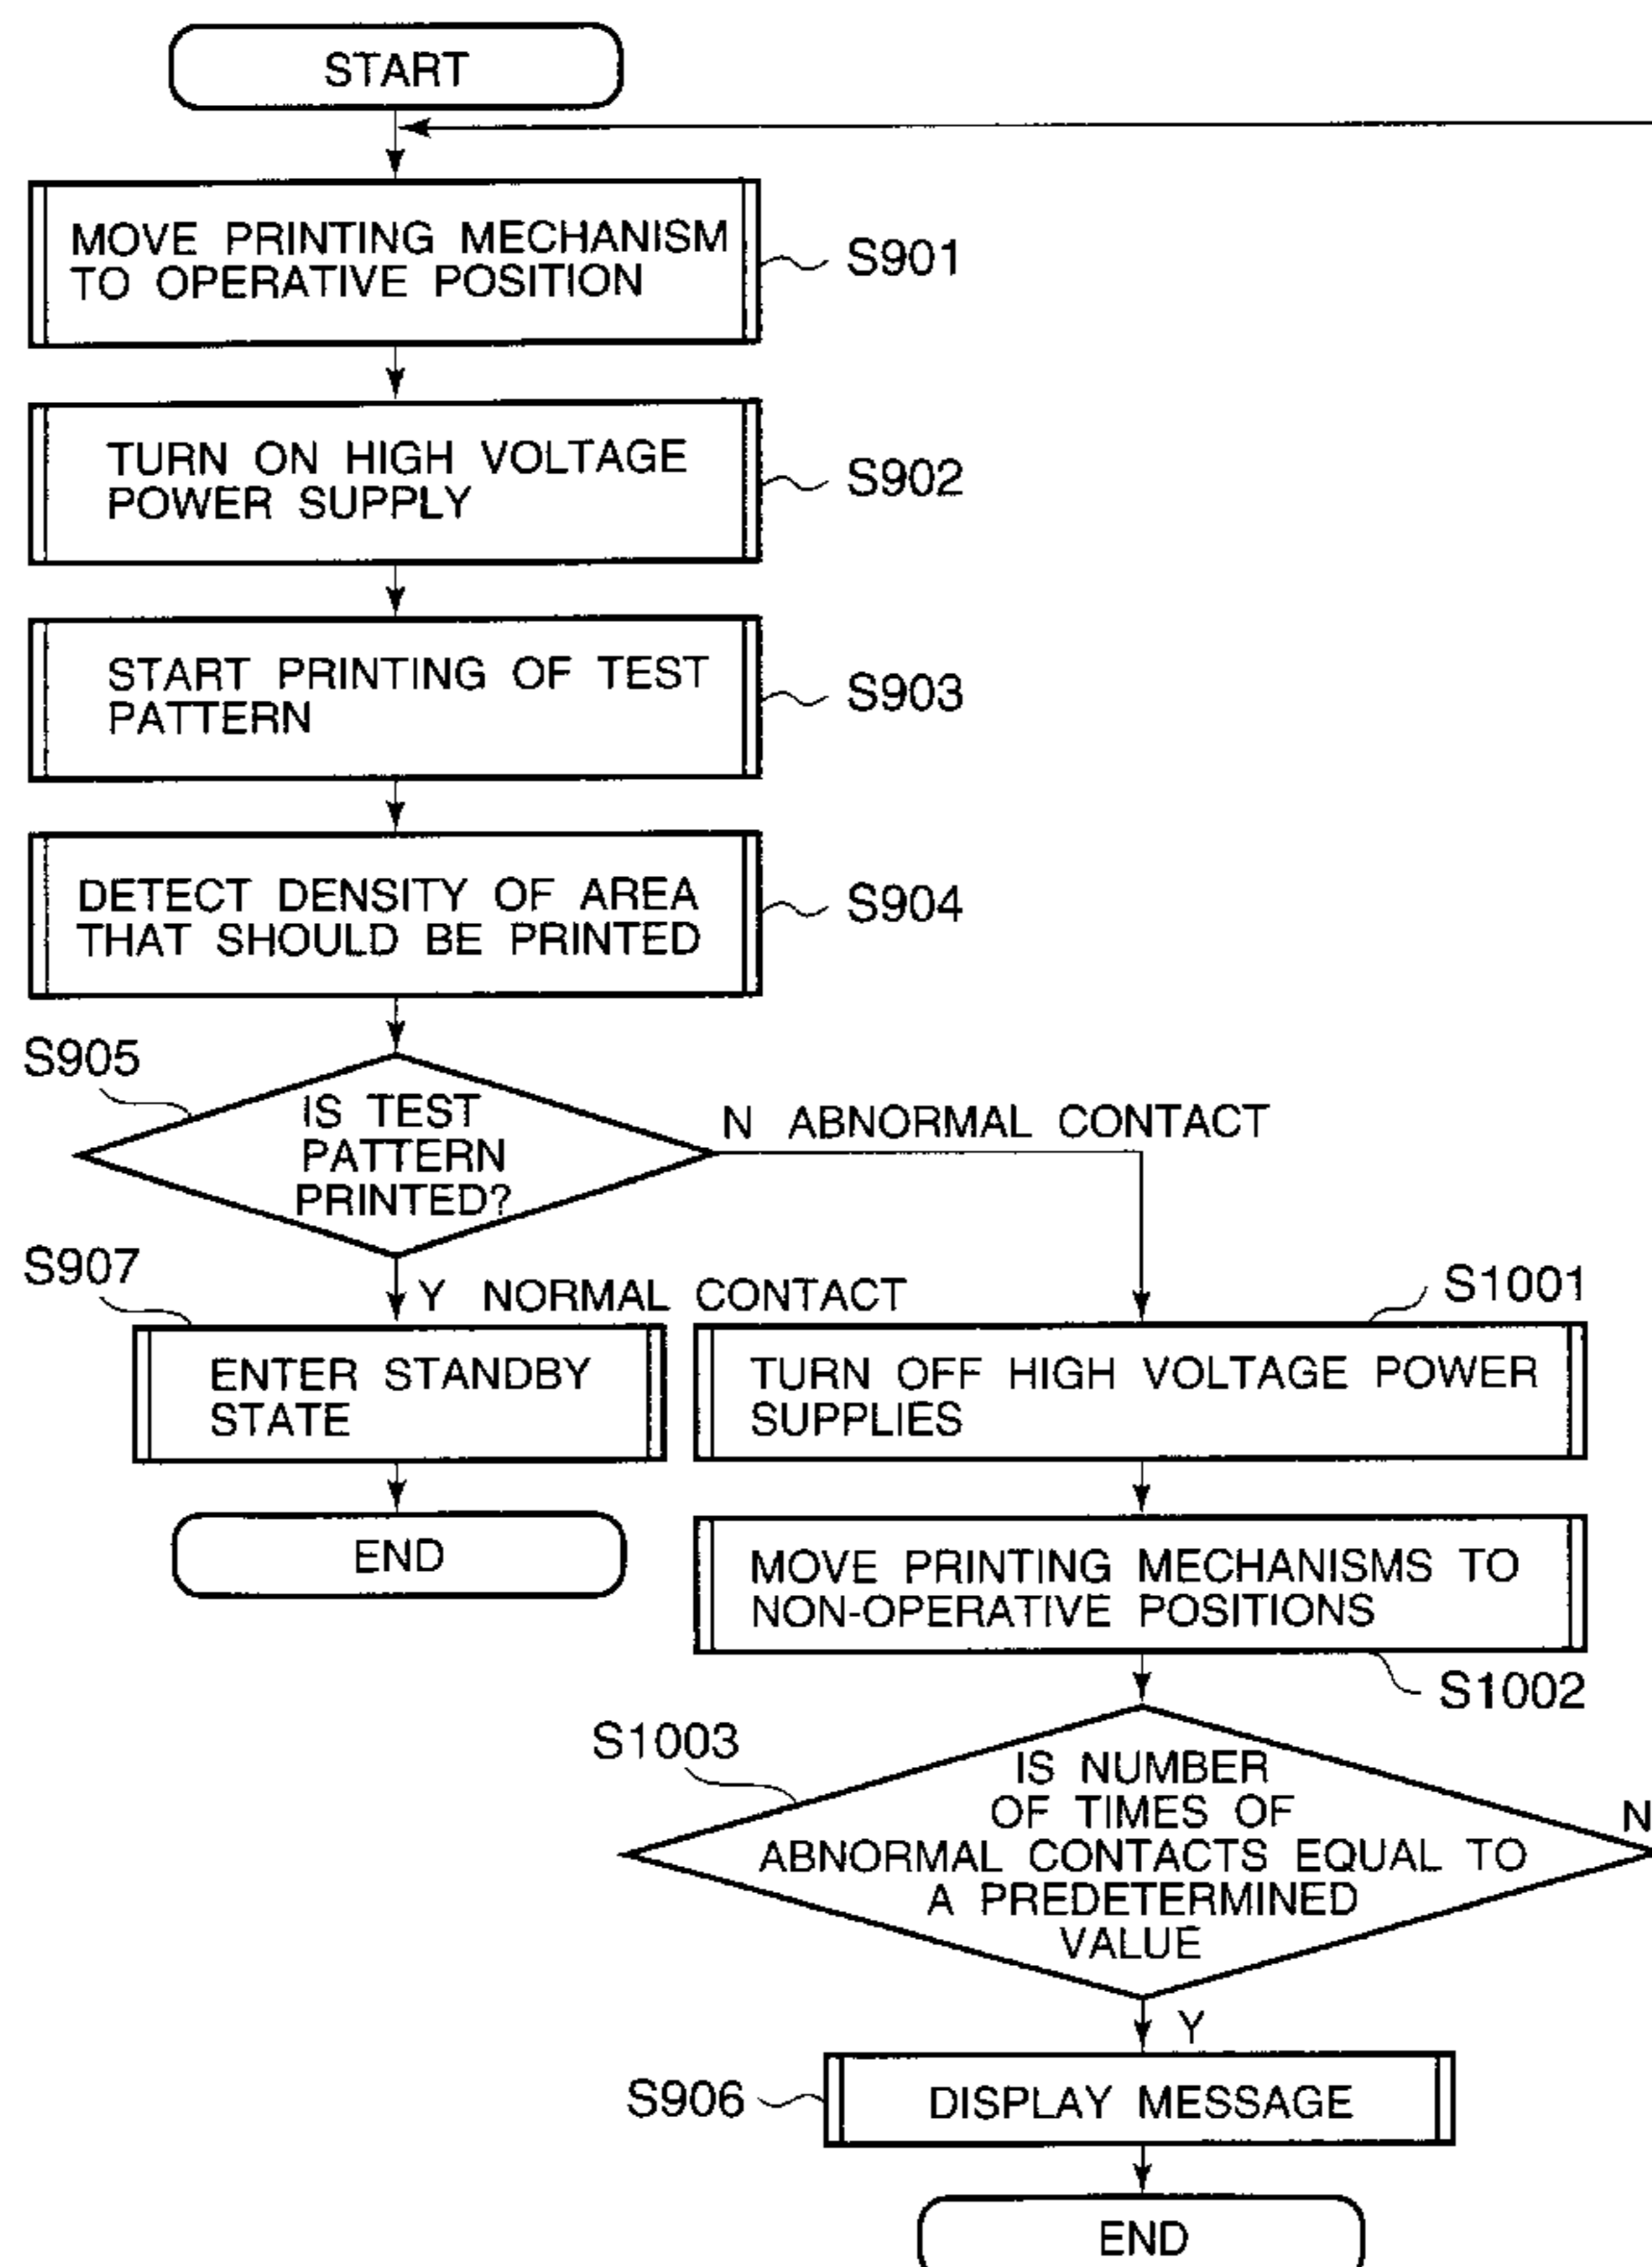 START
MOVE PRINTING MECHANISM
TO OPERATIVE POSITION
S901
TURN ON HIGH VOLTAGE
POWER SUPPLY
S902
START PRINTING OF TEST
PATTERN
S903
DETECT DENSITY OF AREA
THAT SHOULD BE PRINTED
S904
S905
IS TEST
PATTERN
PRINTED?
N ABNORMAL CONTACT
S907
Y NORMAL CONTACT
ENTER STANDBY
STATE
END
S1001
TURN OFF HIGH VOLTAGE POWER
SUPPLIES
MOVE PRINTING MECHANISMS TO
NON-OPERATIVE POSITIONS
S1002
S1003
IS NUMBER
OF TIMES OF
ABNORMAL CONTACTS EQUAL TO
A PREDETERMINED
VALUE
N
Y
S906
DISPLAY MESSAGE
END